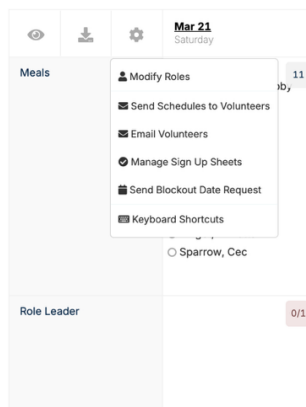 Mar 21
Saturday
Meals
11
Modify Roles
Send Schedules to Volunteers
Email Volunteers
Manage Sign Up Sheets
Send Blockout Date Request
Keyboard Shortcuts
Sparrow, Cec
Role Leader
0/1